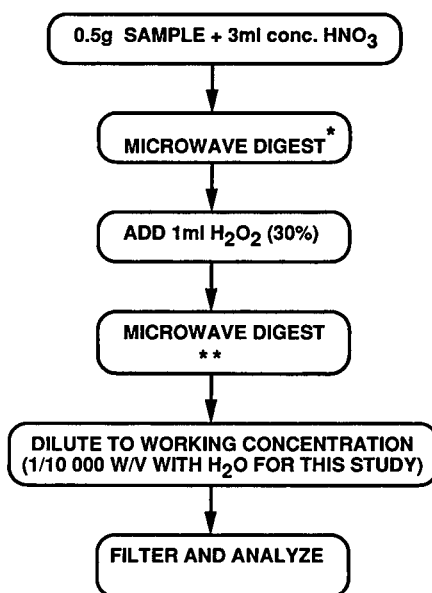 0.5g SAMPLE + 3ml conc. HNO3
MICROWAVE DIGEST*
ADD 1ml H2O2 (30%)
MICROWAVE DIGEST
**
DILUTE TO WORKING CONCENTRATION
(1/10 000 W/V WITH H2O FOR THIS STUDY)
FILTER AND ANALYZE